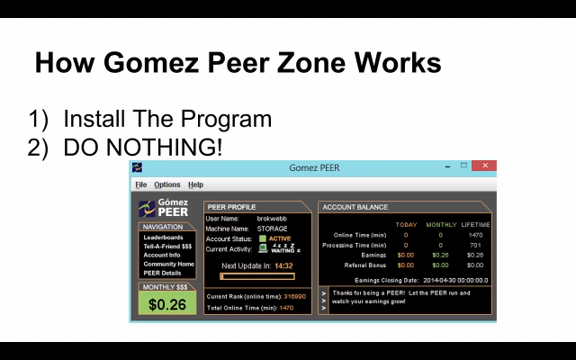 How Gomez Peer Zone Works
1) Install The Program
2) DO NOTHING!
Gomez PEER
File Options Help
Gómez
PEER
NAVIGATION
Leaderboards
Tell-A-Friend $$$
Account Info
Community Home
PEER Details
MONTHLY $$$
$0.26
PEER PROFILE
User Name: brokwebb
Machine Name: STORAGE
Account Status: ACTIVE
Current Activity: WAITING
Next Update In: 14:32
Current Rank (online time): 316980
Total Online Time (min): 1470
ACCOUNT BALANCE
TODAY MONTHLY LIFETIME
Online Time (min) 0 0 1470
Processing Time (min) 0 0 701
Earnings $0.00 $0.26 $0.26
Referral Bonus $0.00 $0.00 $0.00
Earnings Closing Date: 2014-04-30 00:00:00.0
Thanks for being a PEER! Let the PEER run and
watch your earnings grow!